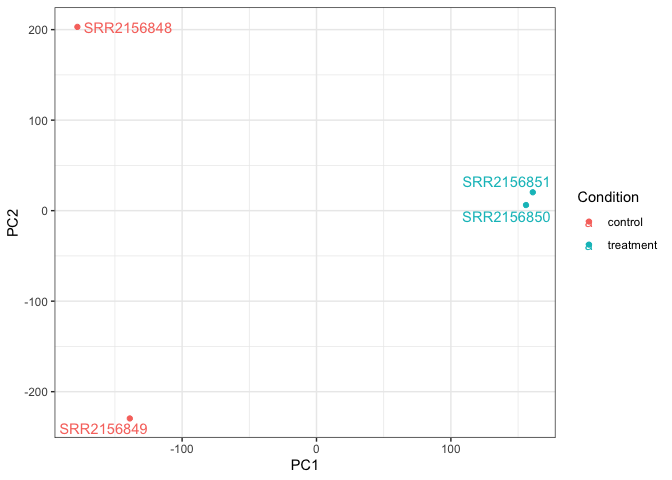 SRR2156848
SRR2156851
SRR2156850
SRR2156849
200
100
0
-100
-200
PC2
-100
0
100
PC1
Condition
a control
a treatment